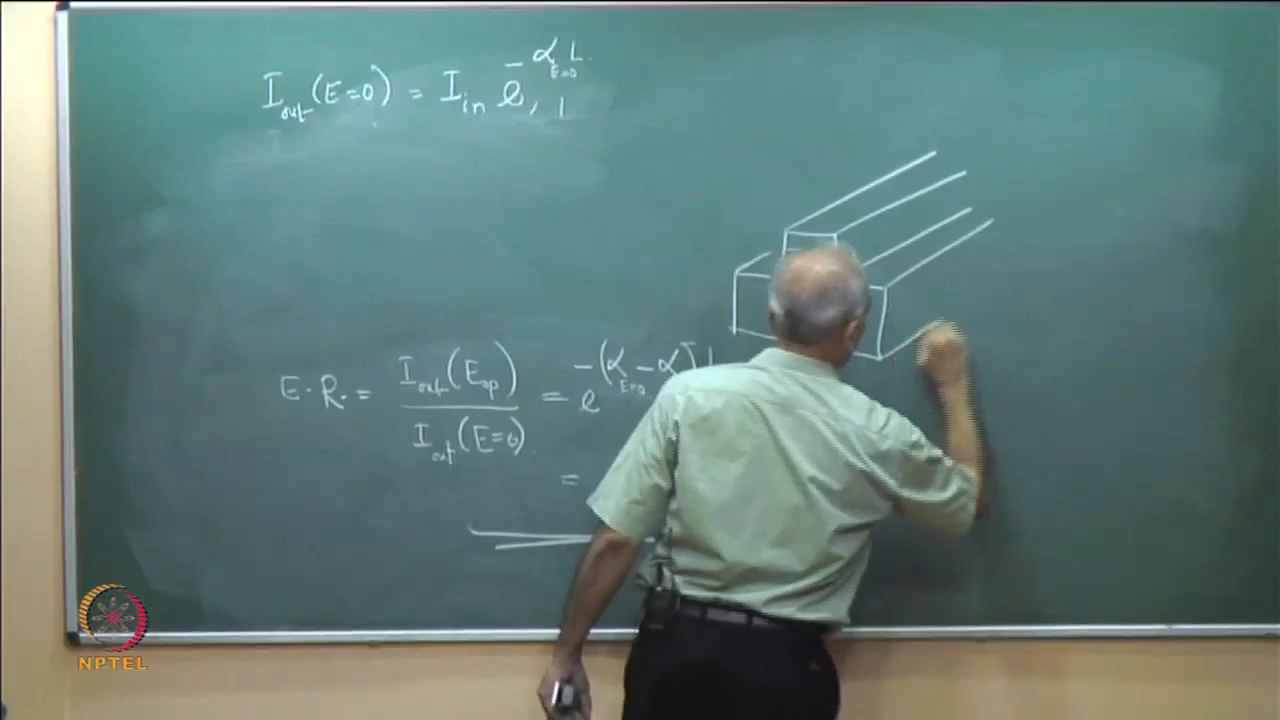 I_out(E=0) = I_in e^{-α_{E=0} L}
E.R. = I_out(E_op) / I_out(E=0) = e^{-(α_{E=0} - α) L}
=
NPTEL